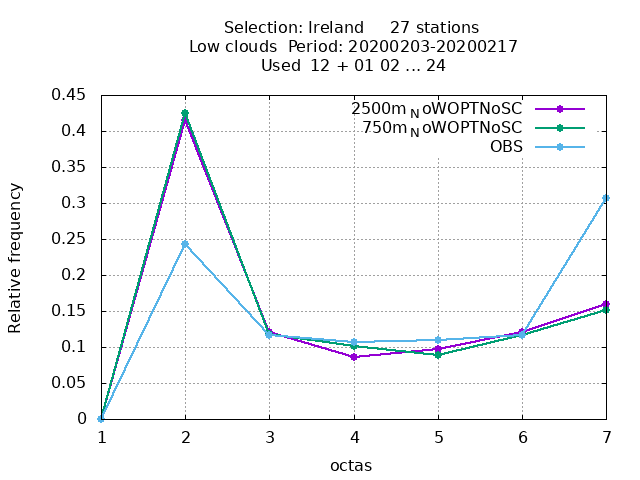 Selection: Ireland 27 stations
Low clouds Period: 20200203-20200217
Used 12 + 01 02 ... 24
2500m_NoWOPTNoSC
750m_NoWOPTNoSC
OBS
0.45
0.4
0.35
0.3
0.25
0.2
0.15
0.1
0.05
0
Relative frequency
1 2 3 4 5 6 7
octas